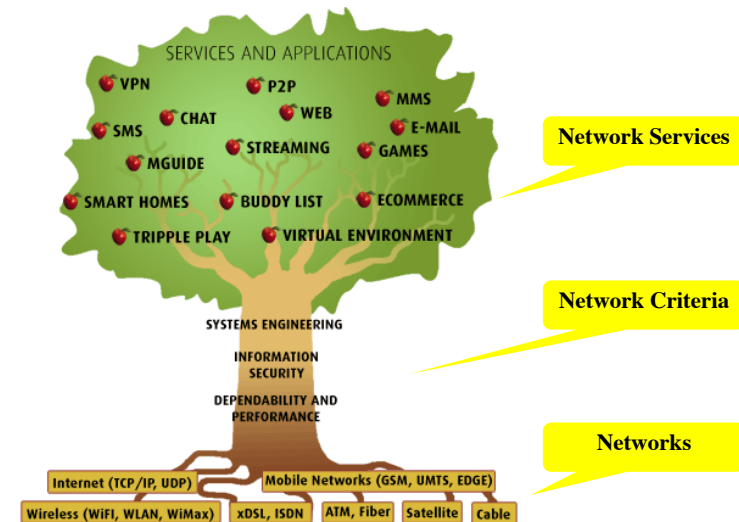 SERVICES AND APPLICATIONS
VPN
P2P
MMS
CHAT
WEB
SMS
E-MAIL
STREAMING
GAMES
MGUIDE
SMART HOMES
BUDDY LIST
ECOMMERCE
TRIPPLE PLAY
VIRTUAL ENVIRONMENT
Network Services
SYSTEMS ENGINEERING
INFORMATION
SECURITY
DEPENDABILITY AND
PERFORMANCE
Network Criteria
Internet (TCP/IP, UDP)
Mobile Networks (GSM, UMTS, EDGE)
Wireless (WiFI, WLAN, WiMax)
xDSL, ISDN
ATM, Fiber
Satellite
Cable
Networks